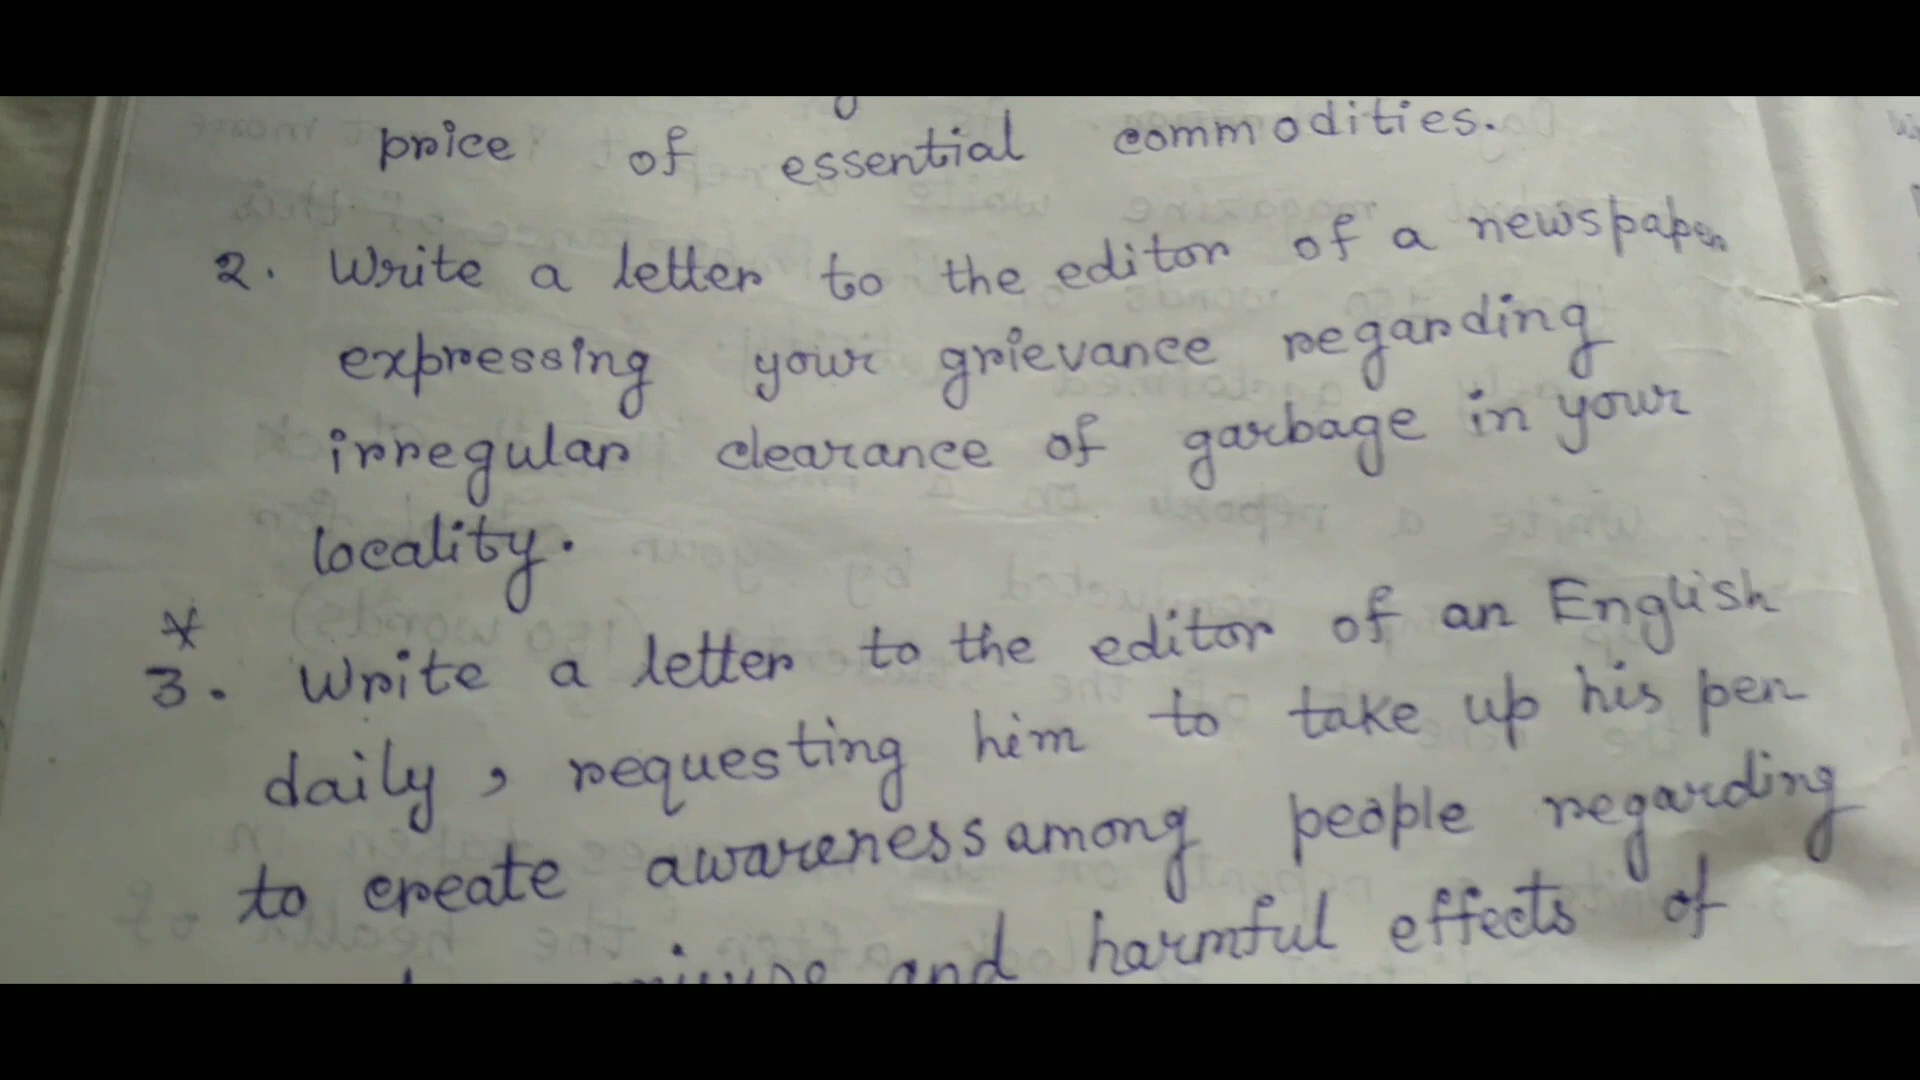 price of essential commodities.
2. Write a letter to the editor of a newspaper
expressing your grievance regarding
irregular clearance of garbage in your
locality.
*
3. Write a letter to the editor of an English
daily, requesting him to take up his pen
to create awareness among people regarding
and harmful effects of